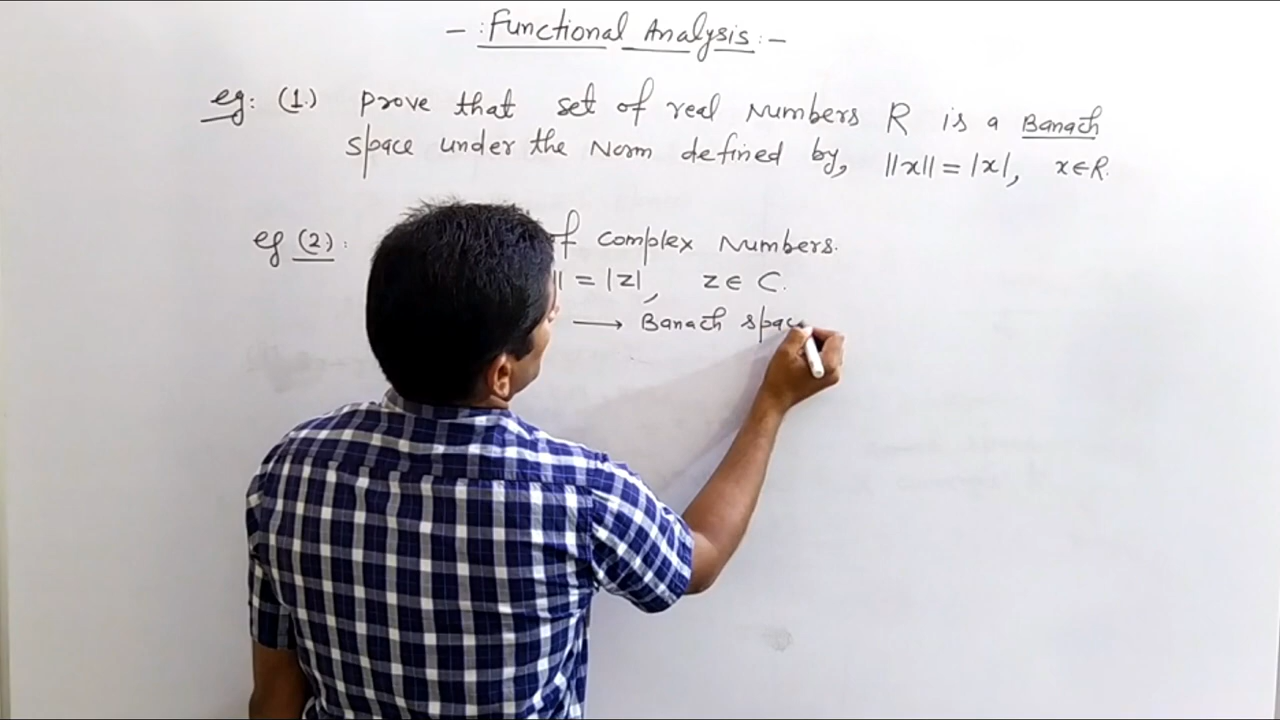 - :Functional Analysis: -
eg: (1.) Prove that set of real Numbers R is a Banach
space under the Norm defined by, ||x|| = |x|, x∈R.
eg (2): of complex Numbers.
|| = |z|, z ∈ C.
→ Banach space